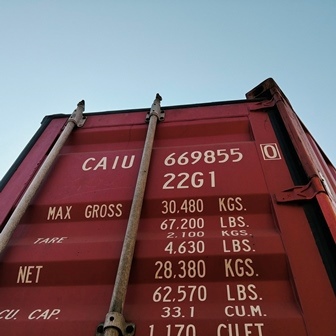 CAIU 669855 0
22G1
MAX GROSS 30.480 KGS.
67.200 LBS.
TARE 2.100 KGS.
4.630 LBS.
NET 28.380 KGS.
62.570 LBS.
CU. CAP. 33.1 CU.M.
1.170 CU.FT.